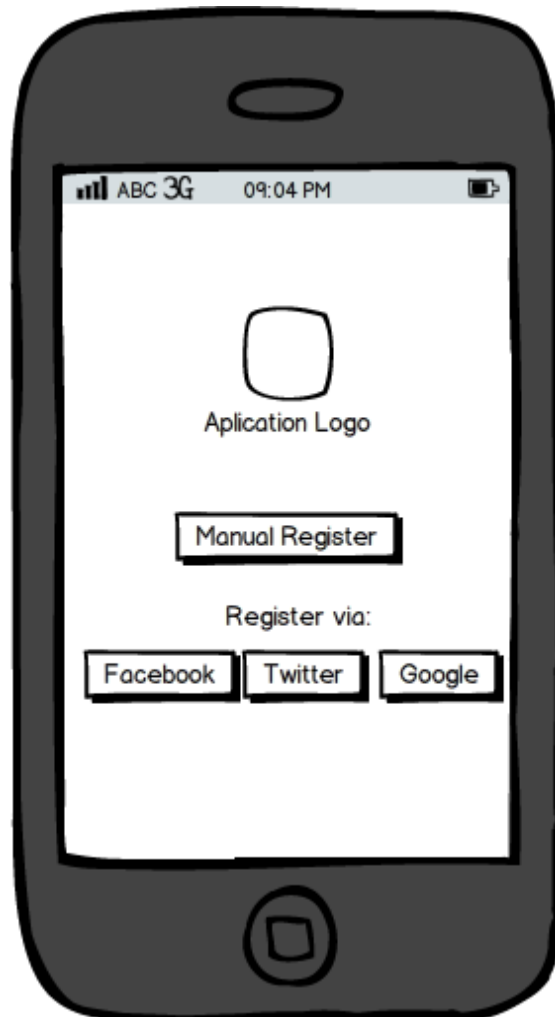 ABC 3G 09:04 PM
Aplication Logo
Manual Register
Register via:
Facebook Twitter Google